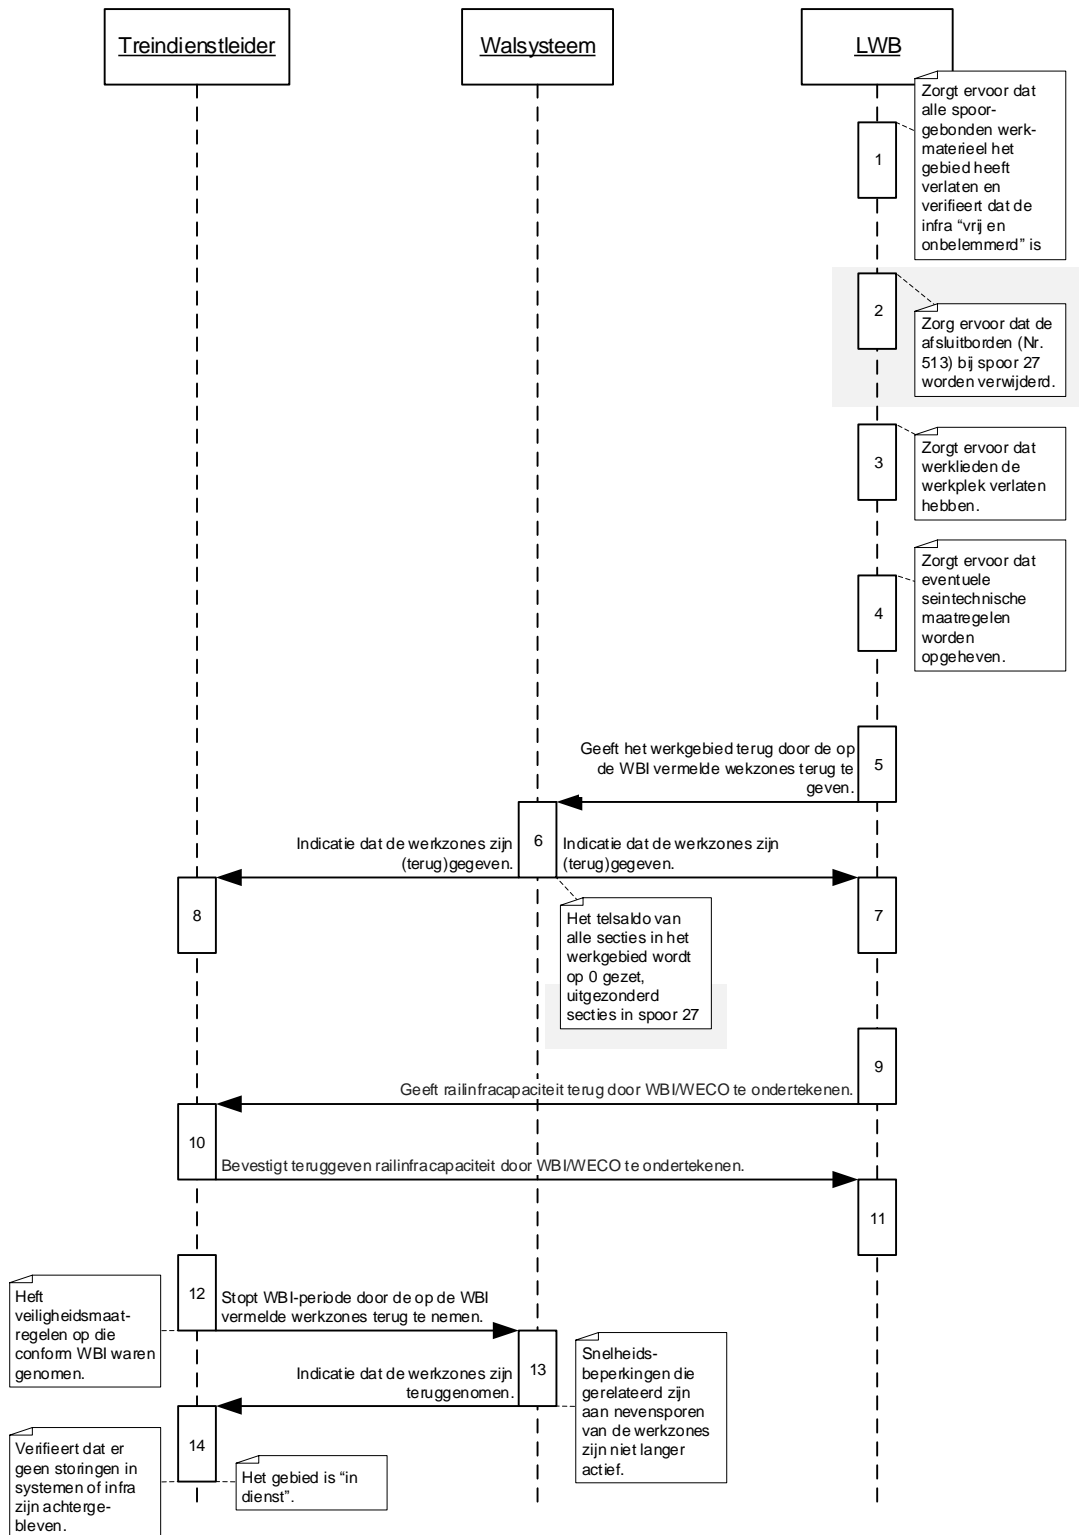 Treindienstleider
Walsysteem
LWB
Zorgt ervoor dat
alle spoor-
gebonden werk-
materieel het
gebied heeft
verlaten en
verifieert dat de
infra “vrij en
onbelemmerd” is
1
2
Zorg ervoor dat de
afsluitborden (Nr.
513) bij spoor 27
worden verwijderd.
3
Zorgt ervoor dat
werklieden de
werkplek verlaten
hebben.
4
Zorgt ervoor dat
eventuele
seintechnische
maatregelen
worden
opgeheven.
5
Geeft het werkgebied terug door de op
de WBI vermelde wekzones terug te
geven.
6
Indicatie dat de werkzones zijn
(terug)gegeven.
Indicatie dat de werkzones zijn
(terug)gegeven.
8
7
Het telsaldo van
alle secties in het
werkgebied wordt
op 0 gezet,
uitgezonderd
secties in spoor 27
9
Geeft railinfracapaciteit terug door WBI/WECO te ondertekenen.
10
Bevestigt teruggeven railinfracapaciteit door WBI/WECO te ondertekenen.
11
12
Heft
veiligheidsmaat-
regelen op die
conform WBI waren
genomen.
Stopt WBI-periode door de op de WBI
vermelde werkzones terug te nemen.
13
Indicatie dat de werkzones zijn
teruggenomen.
Snelheids-
beperkingen die
gerelateerd zijn
aan nevensporen
van de werkzones
zijn niet langer
actief.
14
Verifieert dat er
geen storingen in
systemen of infra
zijn achterge-
bleven.
Het gebied is “in
dienst”.